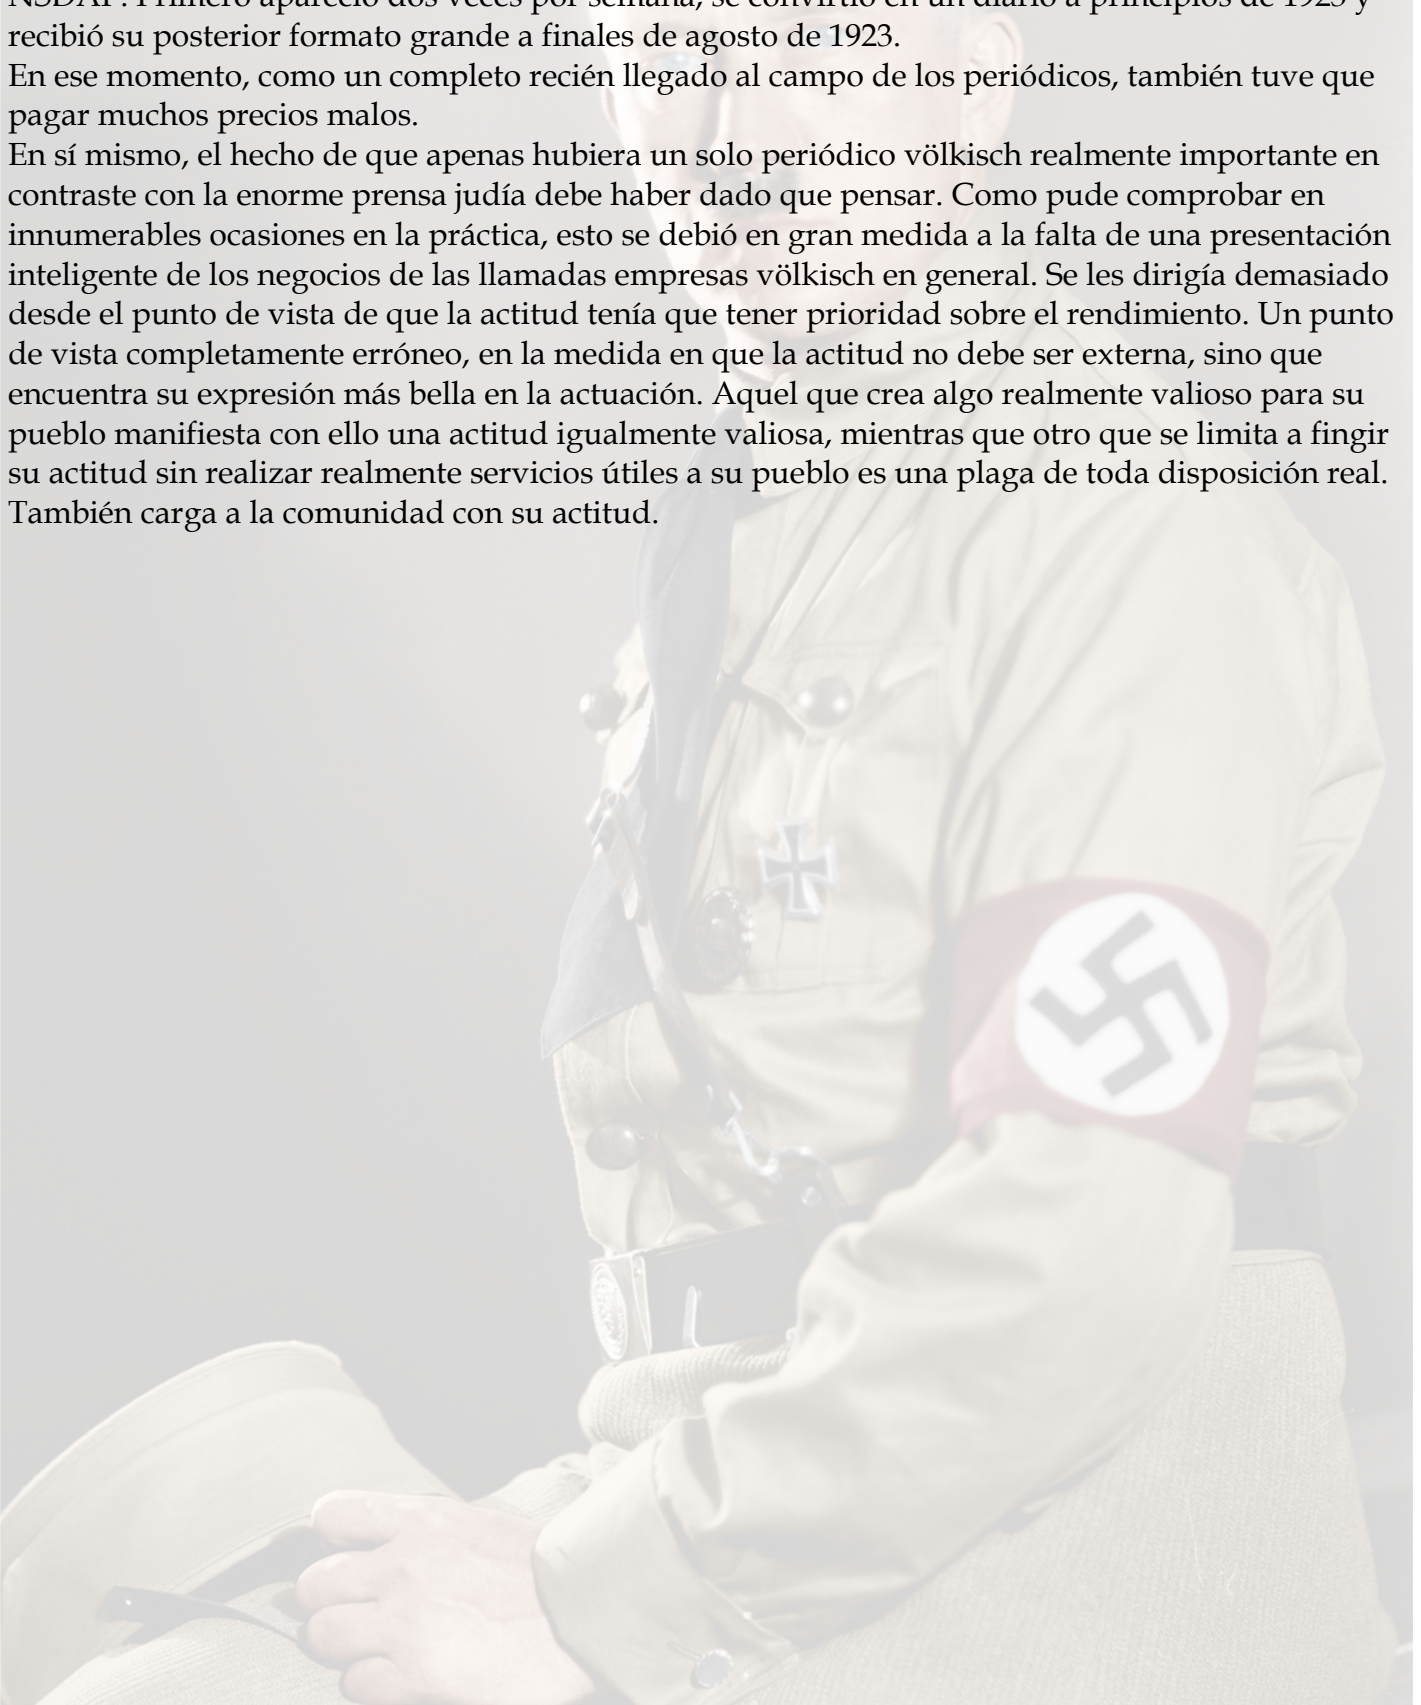 NSDAP. Primero apareció dos veces por semana, se convirtió en un diario a principios de 1923 y
recibió su posterior formato grande a finales de agosto de 1923.
En ese momento, como un completo recién llegado al campo de los periódicos, también tuve que
pagar muchos precios malos.
En sí mismo, el hecho de que apenas hubiera un solo periódico völkisch realmente importante en
contraste con la enorme prensa judía debe haber dado que pensar. Como pude comprobar en
innumerables ocasiones en la práctica, esto se debió en gran medida a la falta de una presentación
inteligente de los negocios de las llamadas empresas völkisch en general. Se les dirigía demasiado
desde el punto de vista de que la actitud tenía que tener prioridad sobre el rendimiento. Un punto
de vista completamente erróneo, en la medida en que la actitud no debe ser externa, sino que
encuentra su expresión más bella en la actuación. Aquel que crea algo realmente valioso para su
pueblo manifiesta con ello una actitud igualmente valiosa, mientras que otro que se limita a fingir
su actitud sin realizar realmente servicios útiles a su pueblo es una plaga de toda disposición real.
También carga a la comunidad con su actitud.